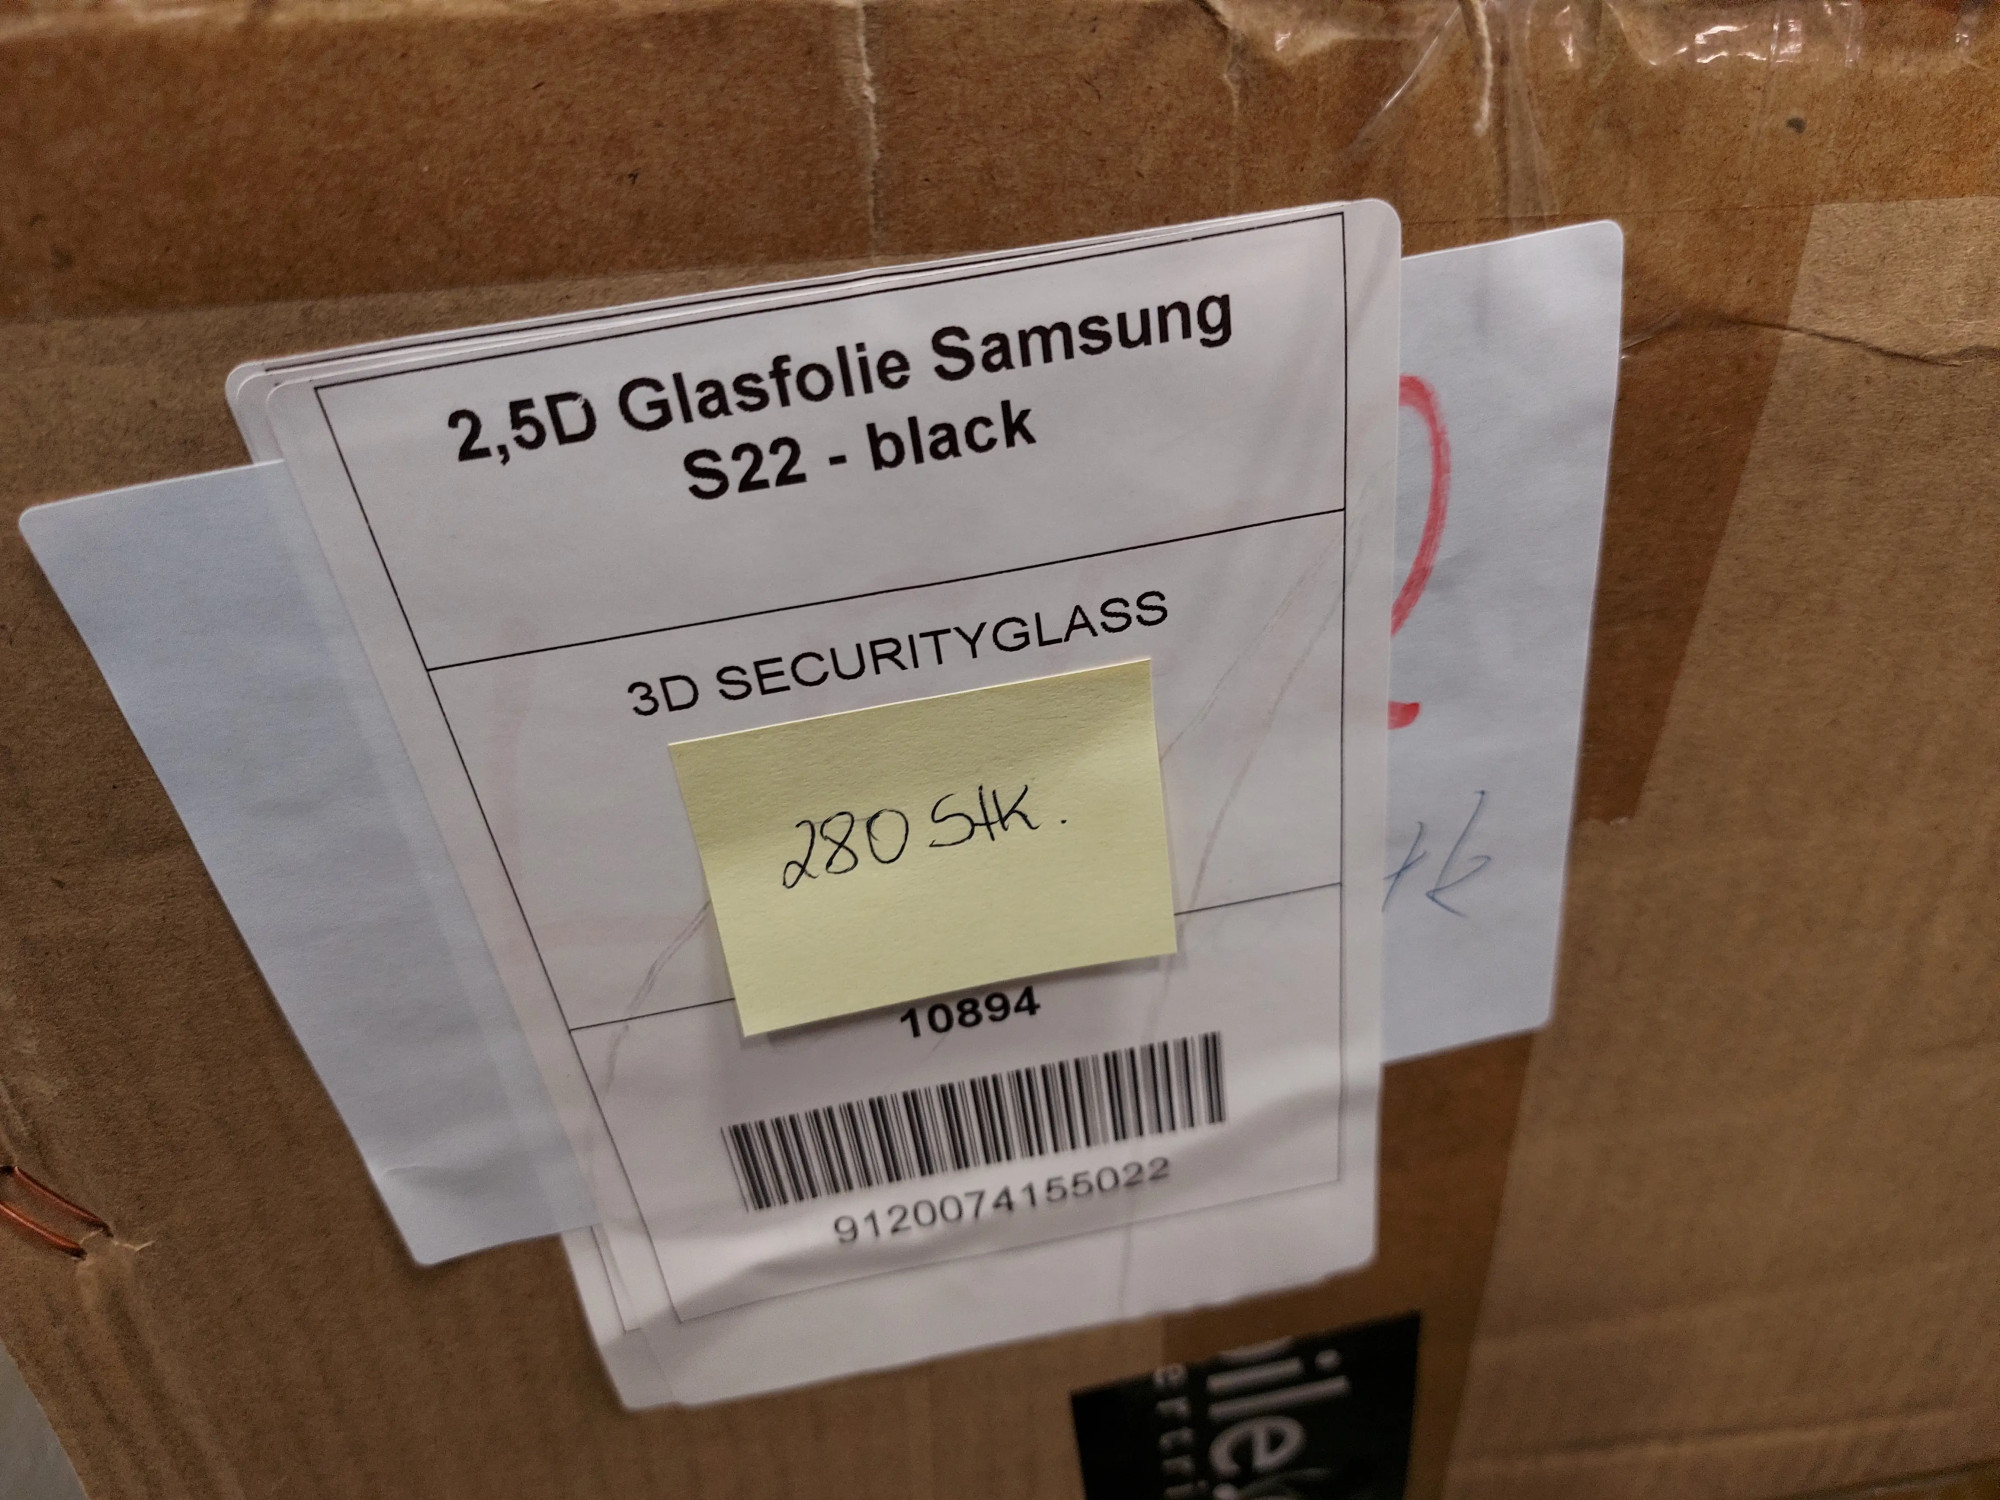 2,5D Glasfolie Samsung
S22 - black
3D SECURITYGLASS
280 Stk.
10894
9120074155022